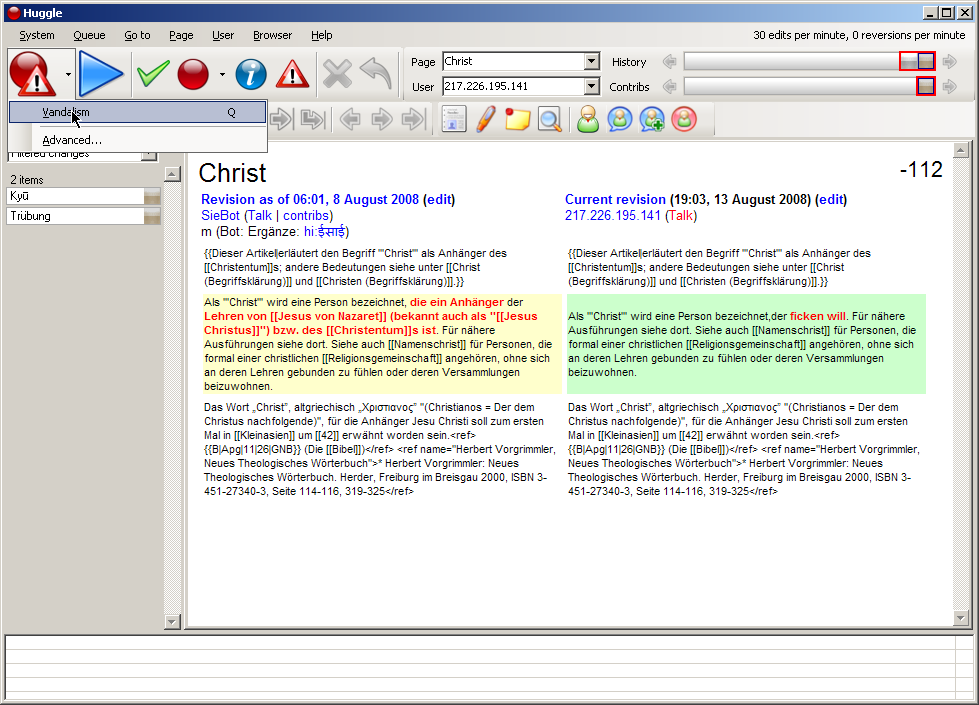 Huggle
System Queue Go to Page User Browser Help 30 edits per minute, 0 reversions per minute
Page Christ History
User 217.226.195.141 Contribs
Vandalism Q
Advanced...
Filtered changes
2 items
Kyū
Trübung
Christ -112
Revision as of 06:01, 8 August 2008 (edit)
SieBot (Talk | contribs)
m (Bot: Ergänze: hi:ईसाई)
Current revision (19:03, 13 August 2008) (edit)
217.226.195.141 (Talk)
{{Dieser Artikel|erläutert den Begriff '''Christ''' als Anhänger des
[[Christentum]]s; andere Bedeutungen siehe unter [[Christ
(Begriffsklärung)]] und [[Christen (Begriffsklärung)]].}}
{{Dieser Artikel|erläutert den Begriff '''Christ''' als Anhänger des
[[Christentum]]s; andere Bedeutungen siehe unter [[Christ
(Begriffsklärung)]] und [[Christen (Begriffsklärung)]].}}
Als '''Christ''' wird eine Person bezeichnet, die ein Anhänger der
Lehren von [[Jesus von Nazaret]] (bekannt auch als "[[Jesus
Christus]]") bzw. des [[Christentum]]s ist. Für nähere
Ausführungen siehe dort. Siehe auch [[Namenschrist]] für Personen, die
formal einer christlichen [[Religionsgemeinschaft]] angehören, ohne sich
an deren Lehren gebunden zu fühlen oder deren Versammlungen
beizuwohnen.
Als '''Christ''' wird eine Person bezeichnet,der ficken will. Für nähere
Ausführungen siehe dort. Siehe auch [[Namenschrist]] für Personen, die
formal einer christlichen [[Religionsgemeinschaft]] angehören, ohne sich
an deren Lehren gebunden zu fühlen oder deren Versammlungen
beizuwohnen.
Das Wort „Christ”, altgriechisch „Χριστιανος” ''(Christianos = Der dem
Christus nachfolgende)'', für die Anhänger Jesu Christi soll zum ersten
Mal in [[Kleinasien]] um [[42]] erwähnt worden sein.<ref>
{{B|Apg|11|26|GNB}} (Die [[Bibel]])</ref> <ref name="Herbert Vorgrimmler,
Neues Theologisches Wörterbuch">* Herbert Vorgrimmler: Neues
Theologisches Wörterbuch. Herder, Freiburg im Breisgau 2000, ISBN 3-
451-27340-3, Seite 114-116, 319-325</ref>
Das Wort „Christ”, altgriechisch „Χριστιανος” ''(Christianos = Der dem
Christus nachfolgende)'', für die Anhänger Jesu Christi soll zum ersten
Mal in [[Kleinasien]] um [[42]] erwähnt worden sein.<ref>
{{B|Apg|11|26|GNB}} (Die [[Bibel]])</ref> <ref name="Herbert Vorgrimmler,
Neues Theologisches Wörterbuch">* Herbert Vorgrimmler: Neues
Theologisches Wörterbuch. Herder, Freiburg im Breisgau 2000, ISBN 3-
451-27340-3, Seite 114-116, 319-325</ref>